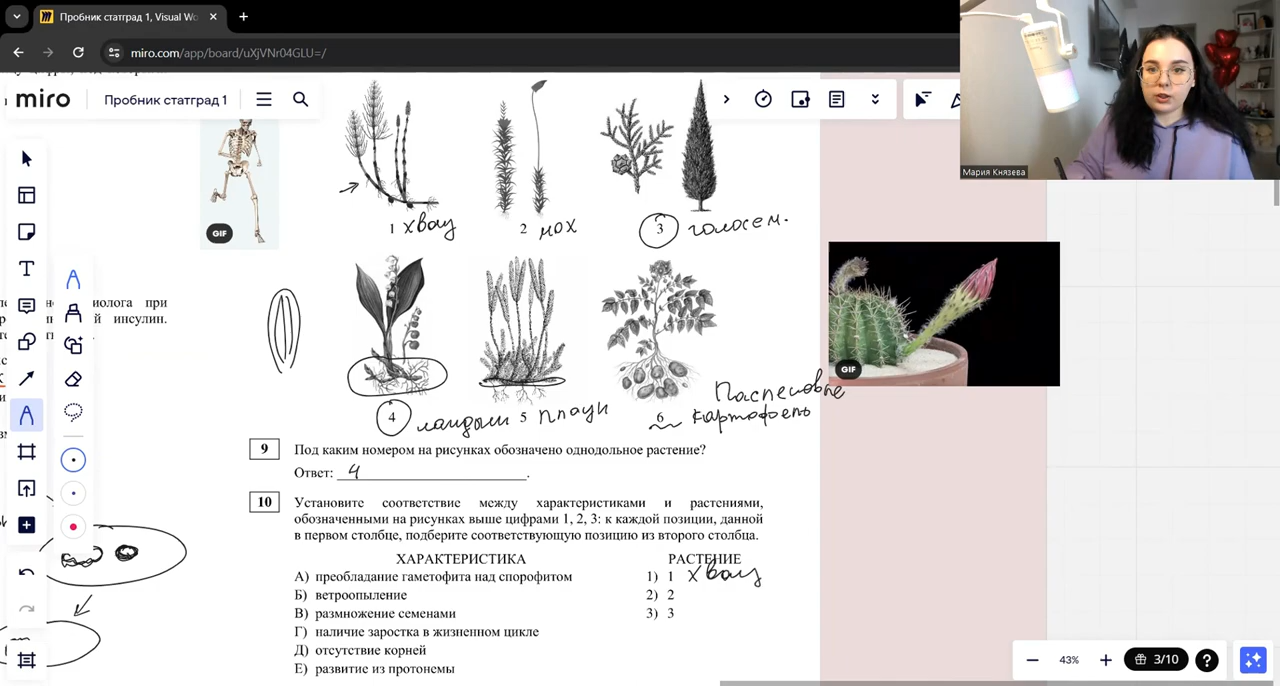 Пробник статград 1, Visual Wo
miro.com/app/board/uXjVNr04GLU=/
miro
Пробник статград 1
Мария Князева
GIF
1 хвощ
2 мох
3 голосем.
GIF
иолога при
й инсулин.
4 ландыш
5 плаун
6 Пасленовые
картофель
9 Под каким номером на рисунках обозначено однодольное растение?
Ответ: 4.
10 Установите соответствие между характеристиками и растениями,
обозначенными на рисунках выше цифрами 1, 2, 3: к каждой позиции, данной
в первом столбце, подберите соответствующую позицию из второго столбца.
ХАРАКТЕРИСТИКА РАСТЕНИЕ
А) преобладание гаметофита над спорофитом 1) 1 хвощ
Б) ветроопыление 2) 2
В) размножение семенами 3) 3
Г) наличие заростка в жизненном цикле
Д) отсутствие корней
Е) развитие из протонемы
43%
3/10